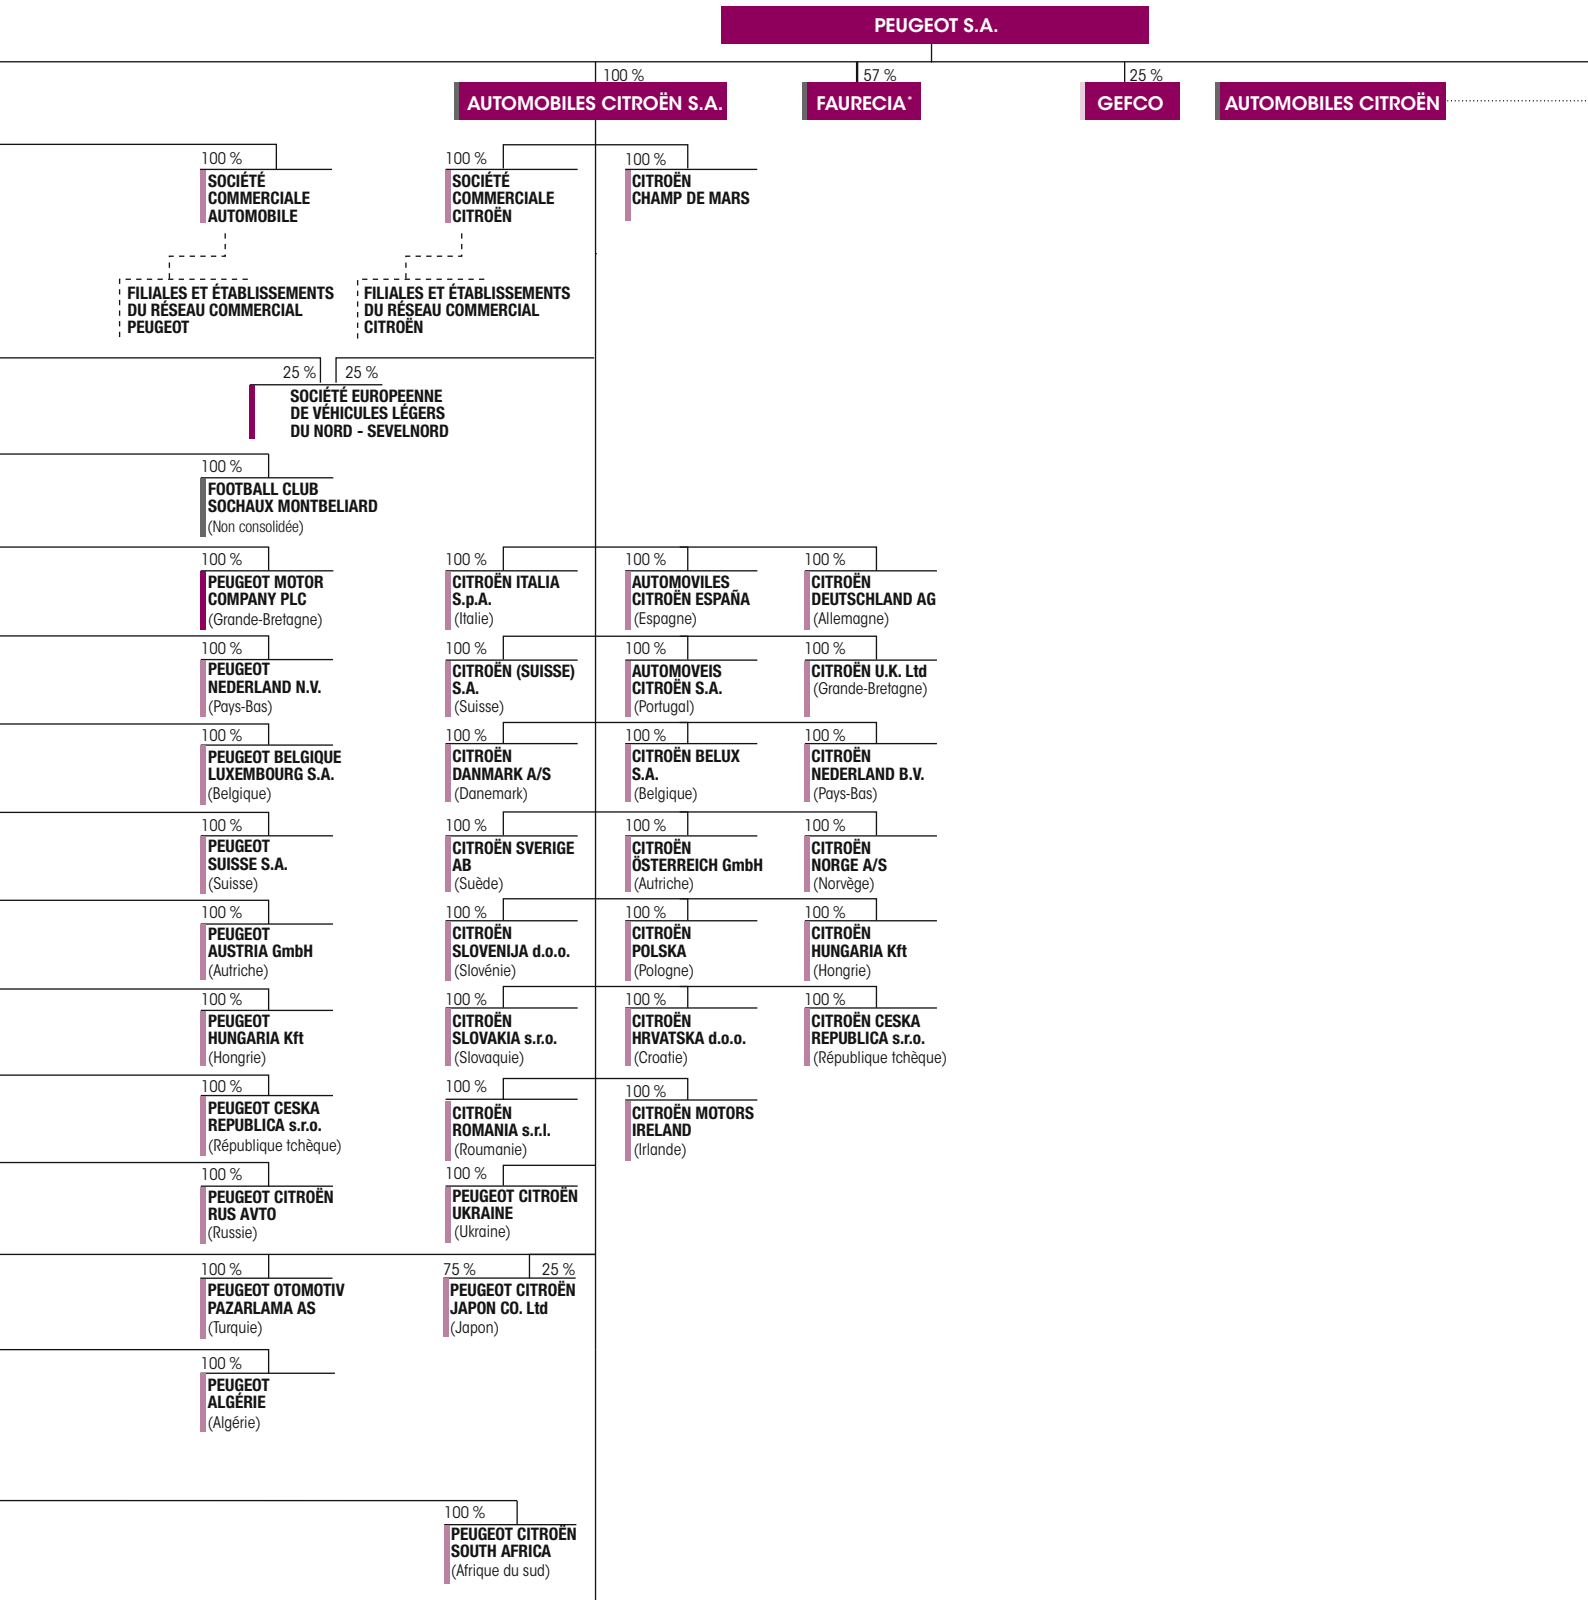 PEUGEOT S.A.
100 %
57 %
25 %
AUTOMOBILES CITROËN S.A.
FAURECIA*
GEFCO
AUTOMOBILES CITROËN
100 %
SOCIÉTÉ
COMMERCIALE
AUTOMOBILE
100 %
SOCIÉTÉ
COMMERCIALE
CITROËN
100 %
CITROËN
CHAMP DE MARS
FILIALES ET ÉTABLISSEMENTS
DU RÉSEAU COMMERCIAL
PEUGEOT
FILIALES ET ÉTABLISSEMENTS
DU RÉSEAU COMMERCIAL
CITROËN
25 %
25 %
SOCIÉTÉ EUROPEENNE
DE VÉHICULES LÉGERS
DU NORD - SEVELNORD
100 %
FOOTBALL CLUB
SOCHAUX MONTBELIARD
(Non consolidée)
100 %
PEUGEOT MOTOR
COMPANY PLC
(Grande-Bretagne)
100 %
CITROËN ITALIA
S.p.A.
(Italie)
100 %
AUTOMOVILES
CITROËN ESPAÑA
(Espagne)
100 %
CITROËN
DEUTSCHLAND AG
(Allemagne)
100 %
PEUGEOT
NEDERLAND N.V.
(Pays-Bas)
100 %
CITROËN (SUISSE)
S.A.
(Suisse)
100 %
AUTOMOVEIS
CITROËN S.A.
(Portugal)
100 %
CITROËN U.K. Ltd
(Grande-Bretagne)
100 %
PEUGEOT BELGIQUE
LUXEMBOURG S.A.
(Belgique)
100 %
CITROËN
DANMARK A/S
(Danemark)
100 %
CITROËN BELUX
S.A.
(Belgique)
100 %
CITROËN
NEDERLAND B.V.
(Pays-Bas)
100 %
PEUGEOT
SUISSE S.A.
(Suisse)
100 %
CITROËN SVERIGE
AB
(Suède)
100 %
CITROËN
ÖSTERREICH GmbH
(Autriche)
100 %
CITROËN
NORGE A/S
(Norvège)
100 %
PEUGEOT
AUSTRIA GmbH
(Autriche)
100 %
CITROËN
SLOVENIJA d.o.o.
(Slovénie)
100 %
CITROËN
POLSKA
(Pologne)
100 %
CITROËN
HUNGARIA Kft
(Hongrie)
100 %
PEUGEOT
HUNGARIA Kft
(Hongrie)
100 %
CITROËN
SLOVAKIA s.r.o.
(Slovaquie)
100 %
CITROËN
HRVATSKA d.o.o.
(Croatie)
100 %
CITROËN CESKA
REPUBLICA s.r.o.
(République tchèque)
100 %
PEUGEOT CESKA
REPUBLICA s.r.o.
(République tchèque)
100 %
CITROËN
ROMANIA s.r.l.
(Roumanie)
100 %
CITROËN MOTORS
IRELAND
(Irlande)
100 %
PEUGEOT CITROËN
RUS AVTO
(Russie)
100 %
PEUGEOT CITROËN
UKRAINE
(Ukraine)
100 %
PEUGEOT OTOMOTIV
PAZARLAMA AS
(Turquie)
75 %
25 %
PEUGEOT CITROËN
JAPON CO. Ltd
(Japon)
100 %
PEUGEOT
ALGÉRIE
(Algérie)
100 %
PEUGEOT CITROËN
SOUTH AFRICA
(Afrique du sud)